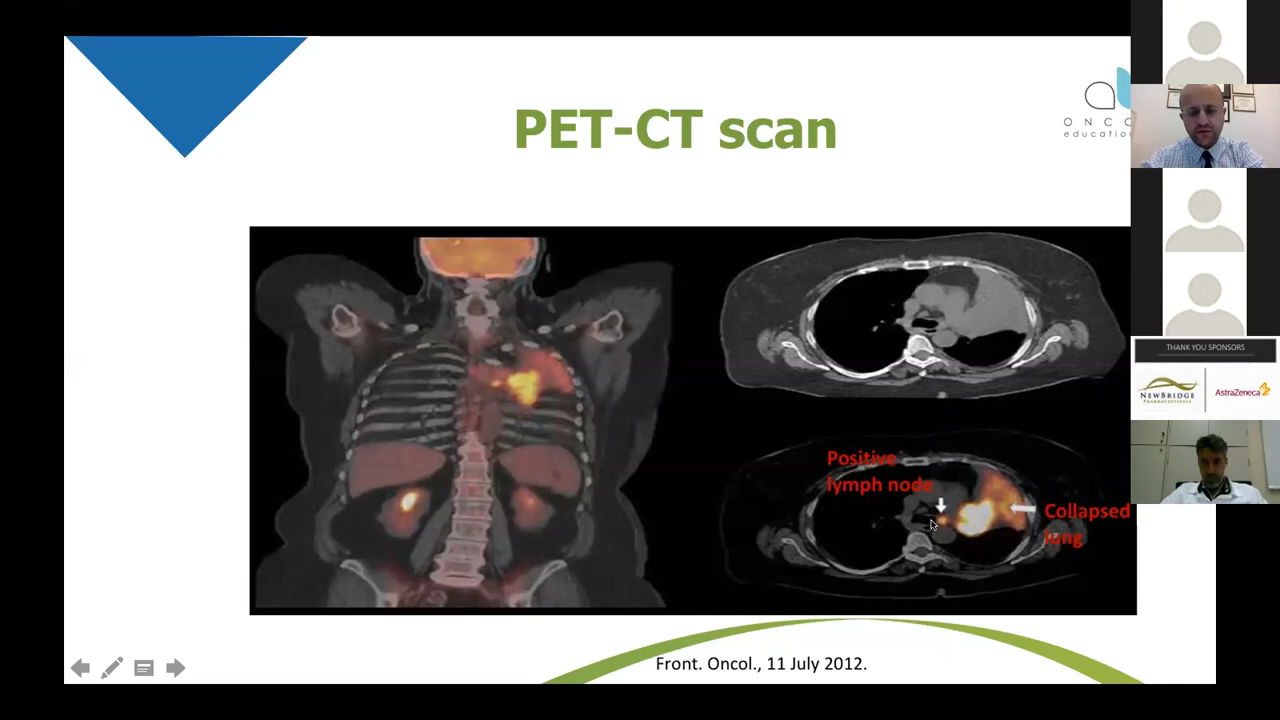 PET-CT scan
O N C O
education
THANK YOU SPONSORS
NEWBRIDGE
PHARMACEUTICALS
AstraZeneca
Positive
lymph node
Collapsed
lung
Front. Oncol., 11 July 2012.